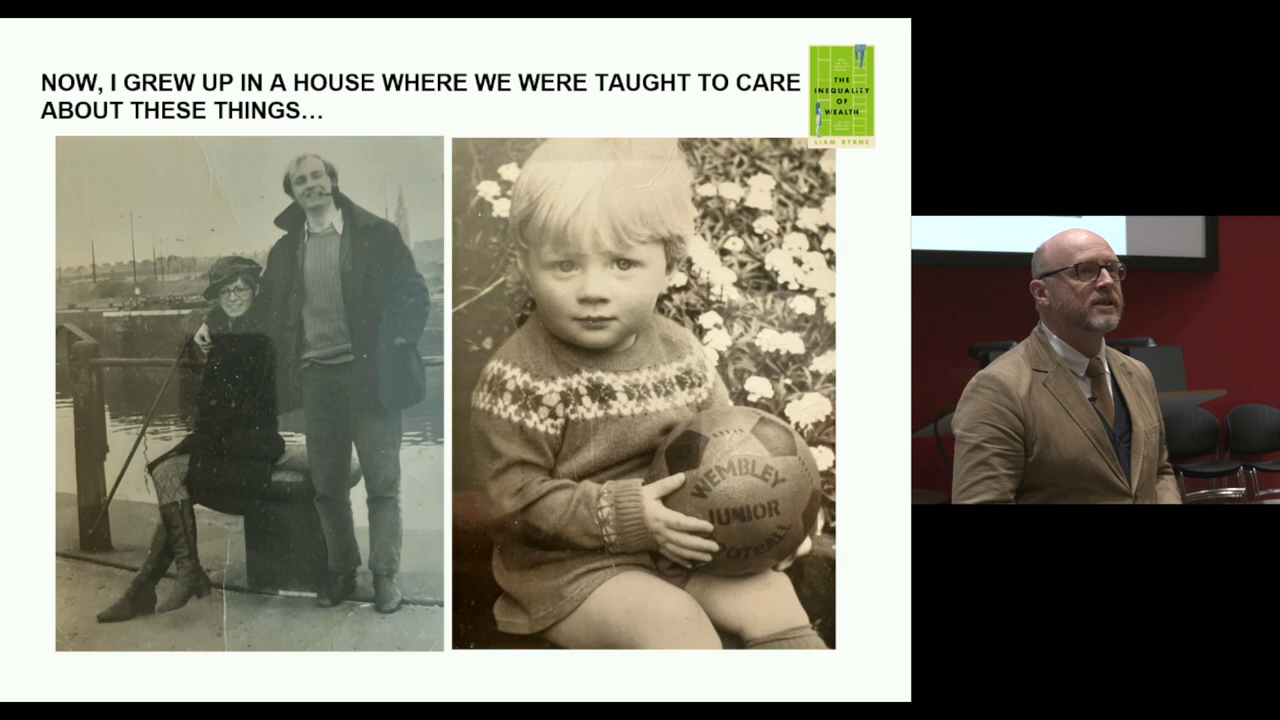 NOW, I GREW UP IN A HOUSE WHERE WE WERE TAUGHT TO CARE
ABOUT THESE THINGS...
THE
INEQUALITY
OF
WEALTH
LIAM BYRNE
WEMBLEY
JUNIOR